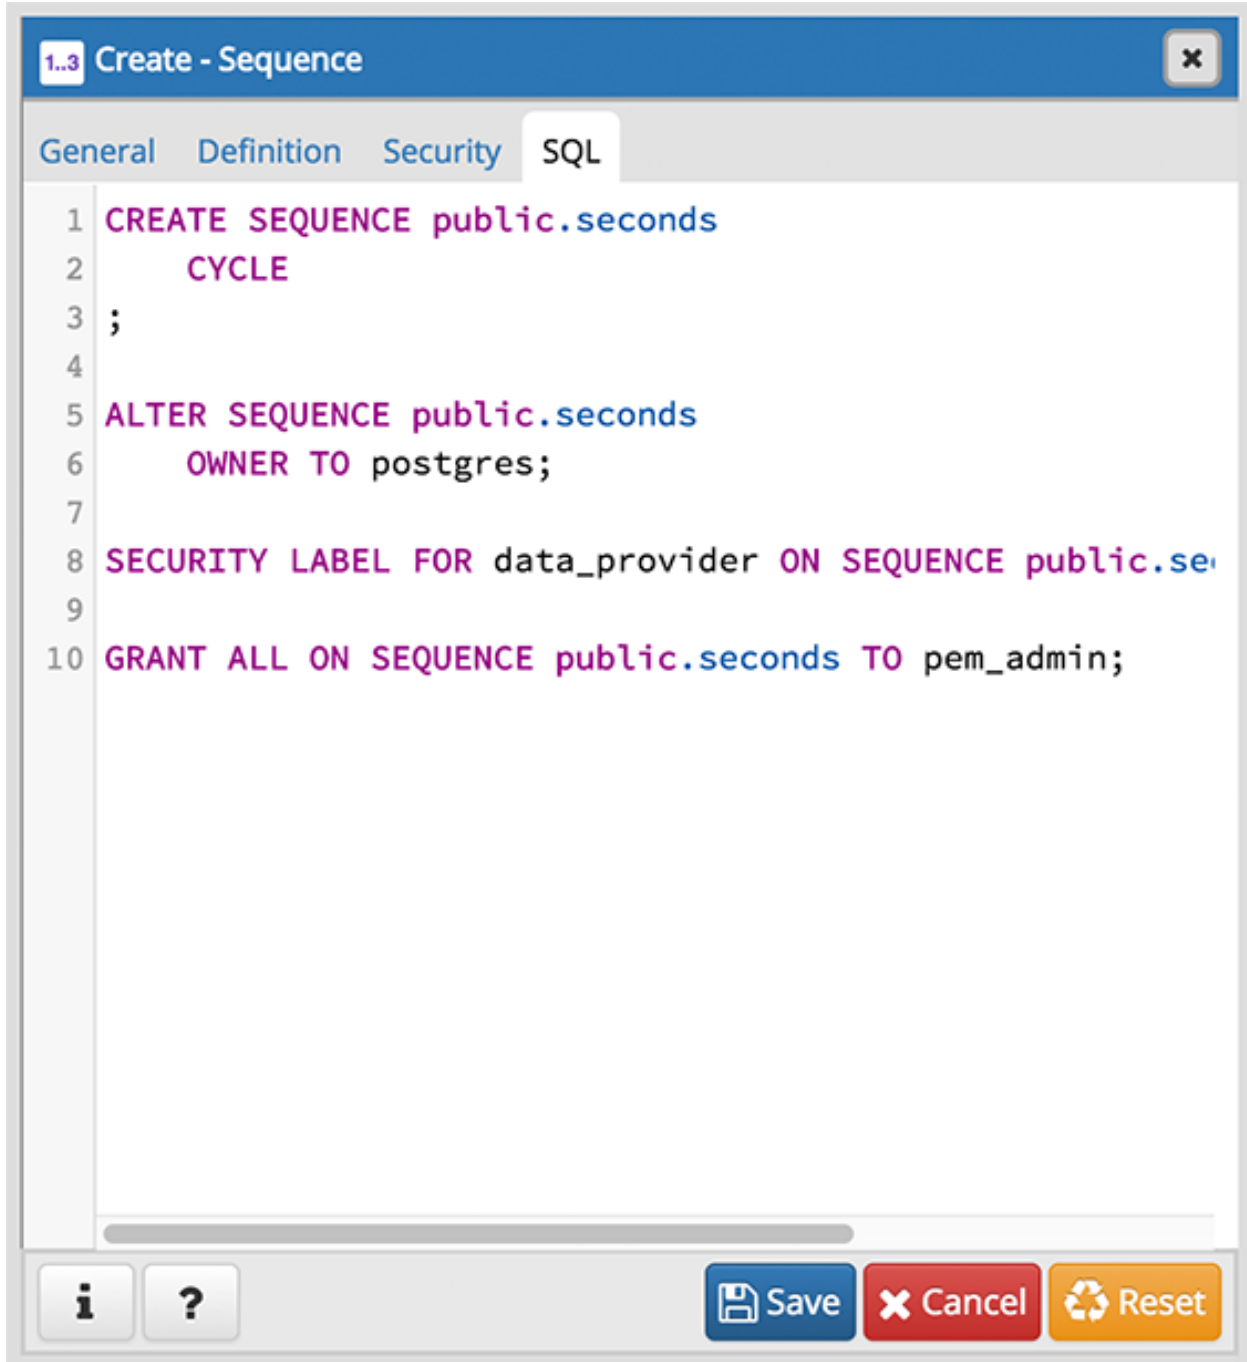 1..3 Create - Sequence
General Definition Security SQL
1 CREATE SEQUENCE public.seconds
2 CYCLE
3 ;
4
5 ALTER SEQUENCE public.seconds
6 OWNER TO postgres;
7
8 SECURITY LABEL FOR data_provider ON SEQUENCE public.se
9
10 GRANT ALL ON SEQUENCE public.seconds TO pem_admin;
i ? Save Cancel Reset